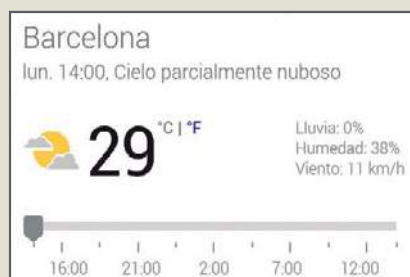 Barcelona
lun. 14:00, Cielo parcialmente nuboso
29 °C | °F
Lluvia: 0%
Humedad: 38%
Viento: 11 km/h
16:00 21:00 2:00 7:00 12:00